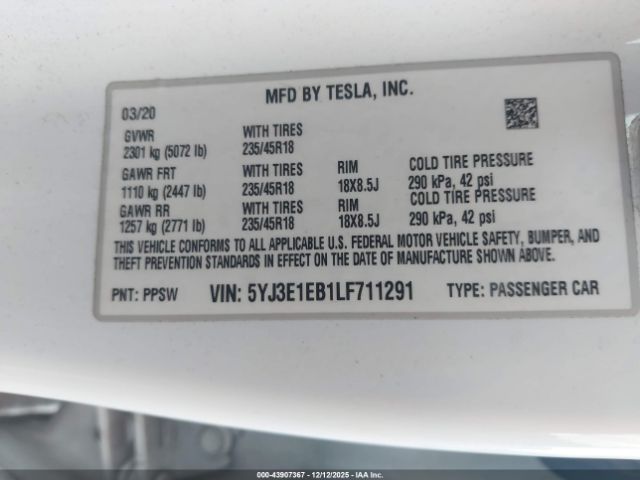 MFD BY TESLA, INC.
03/20
GVWR WITH TIRES
2301 kg (5072 lb) 235/45R18
GAWR FRT WITH TIRES RIM COLD TIRE PRESSURE
1110 kg (2447 lb) 235/45R18 18X8.5J 290 kPa, 42 psi
GAWR RR WITH TIRES RIM COLD TIRE PRESSURE
1257 kg (2771 lb) 235/45R18 18X8.5J 290 kPa, 42 psi
THIS VEHICLE CONFORMS TO ALL APPLICABLE U.S. FEDERAL MOTOR VEHICLE SAFETY, BUMPER, AND
THEFT PREVENTION STANDARDS IN EFFECT ON THE DATE OF MANUFACTURE SHOWN ABOVE.
PNT: PPSW VIN: 5YJ3E1EB1LF711291 TYPE: PASSENGER CAR
000-43907367 - 12/12/2025 - IAA, Inc.